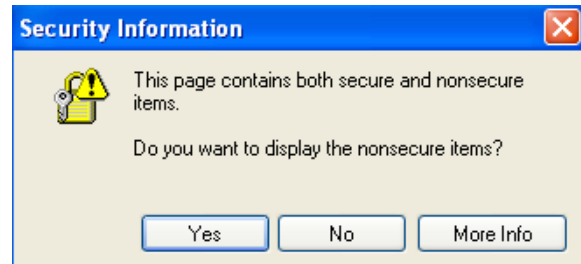 Security Information
This page contains both secure and nonsecure
items.
Do you want to display the nonsecure items?
Yes No More Info